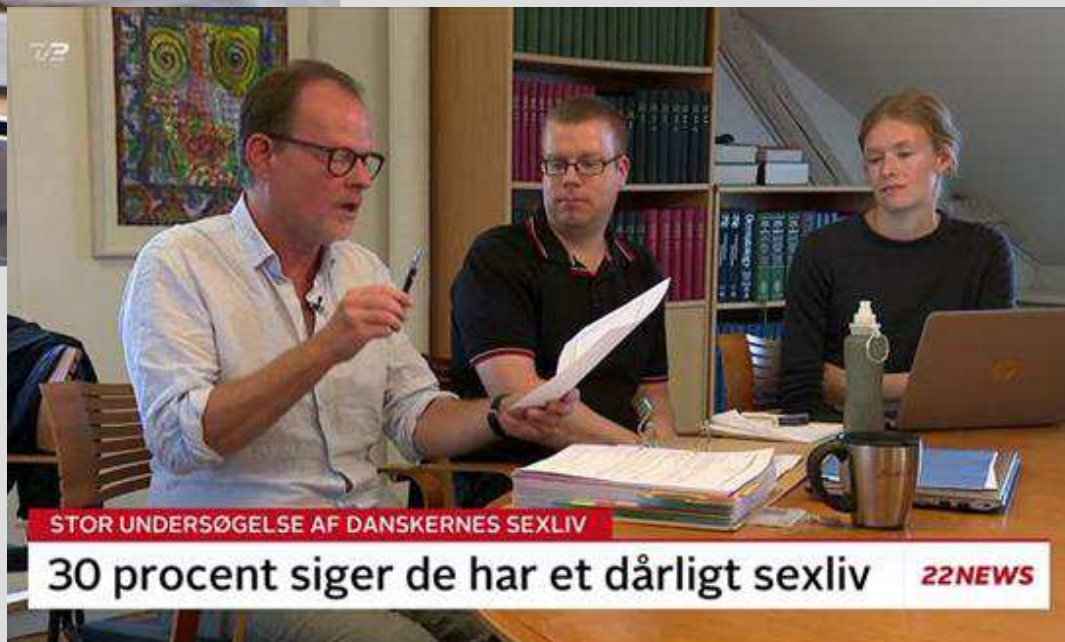 TV2
STOR UNDERSØGELSE AF DANSKERNES SEXLIV
30 procent siger de har et dårligt sexliv
22NEWS